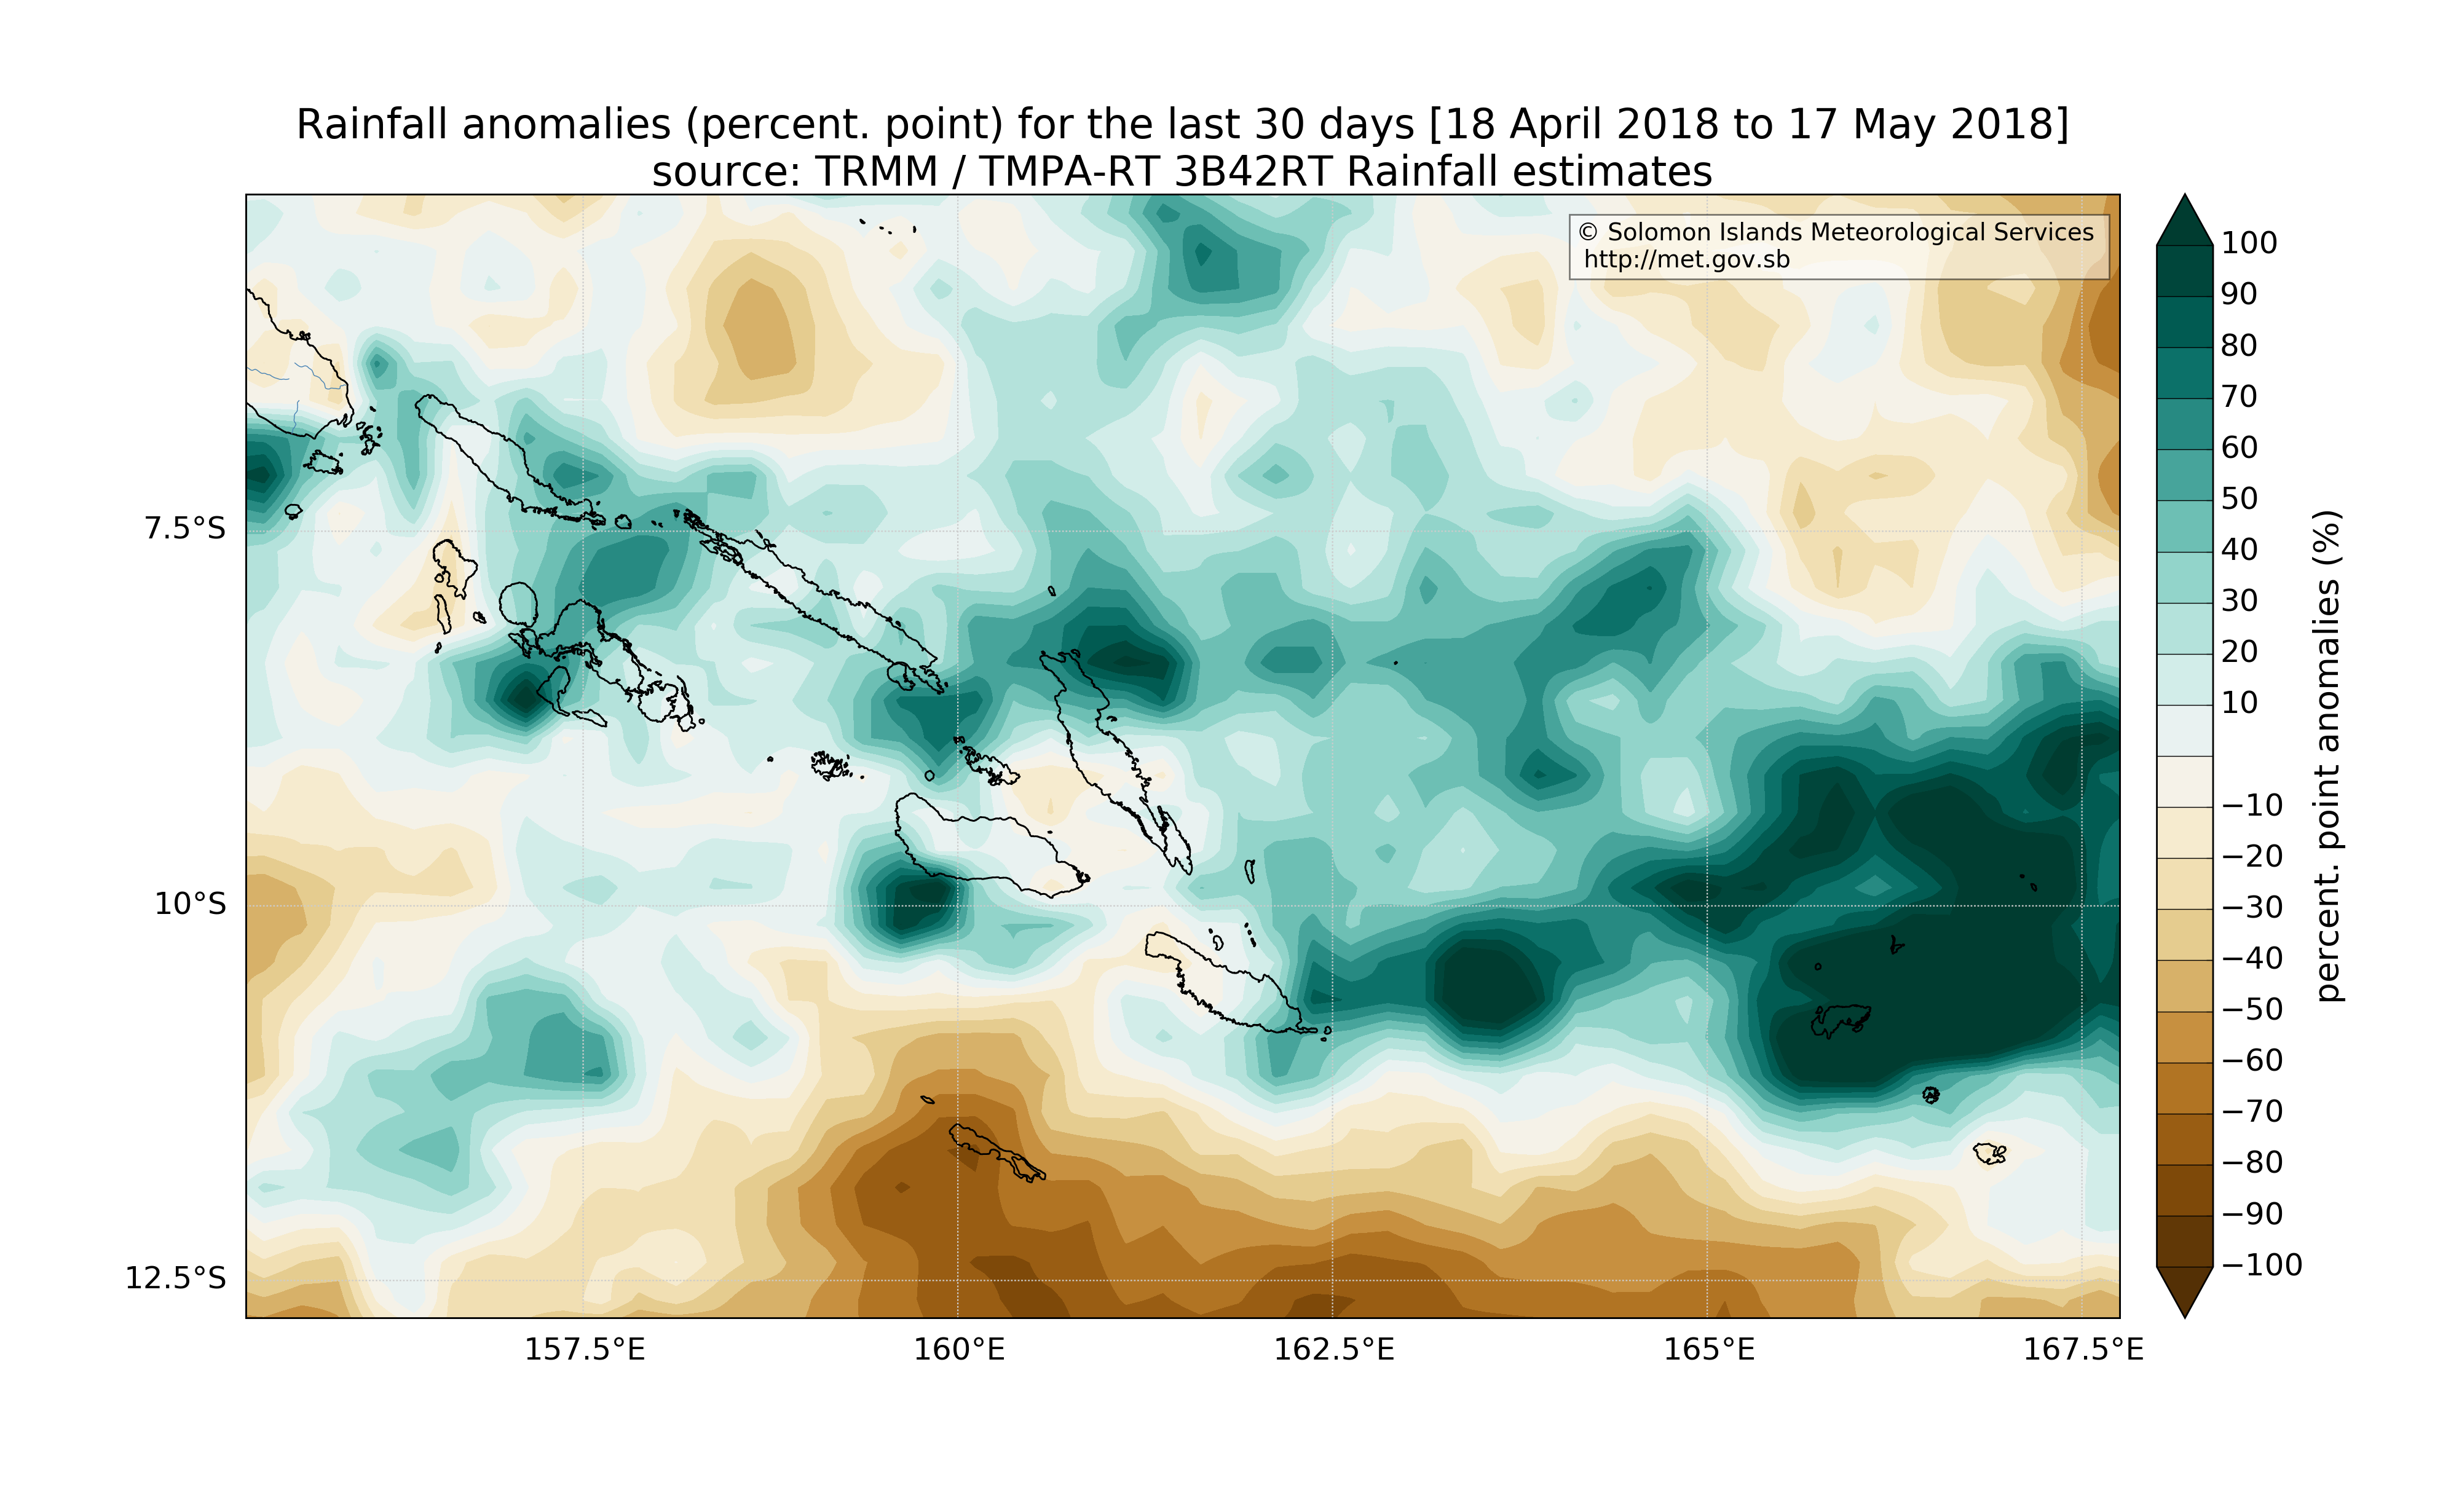 Rainfall anomalies (percent. point) for the last 30 days [18 April 2018 to 17 May 2018]
source: TRMM / TMPA-RT 3B42RT Rainfall estimates
© Solomon Islands Meteorological Services
http://met.gov.sb
7.5°S
10°S
12.5°S
157.5°E
160°E
162.5°E
165°E
167.5°E
100
90
80
70
60
50
40
30
20
10
−10
−20
−30
−40
−50
−60
−70
−80
−90
−100
percent. point anomalies (%)